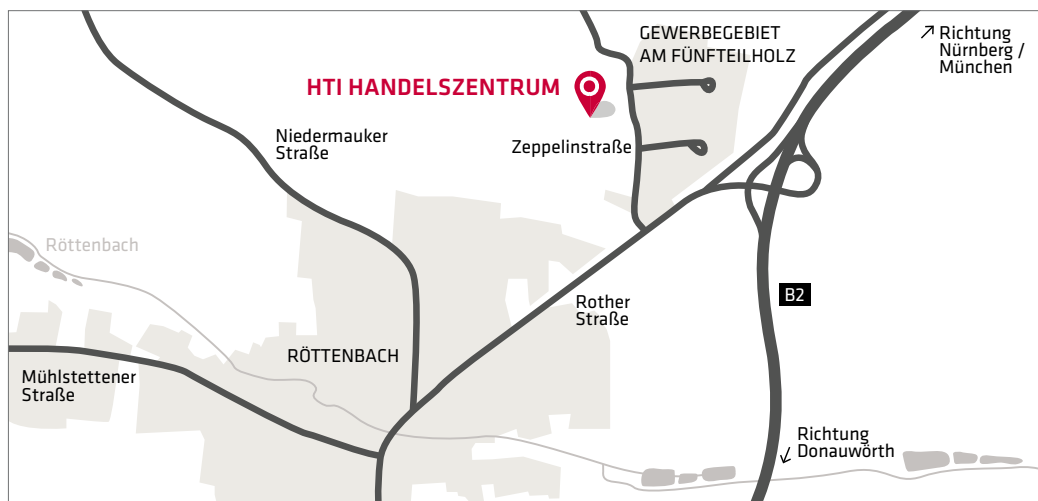 GEWERBEGEBIET
AM FÜNFTEILHOLZ
Richtung
Nürnberg /
München
HTI HANDELSZENTRUM
Niedermauker
Straße
Zeppelinstraße
Röttenbach
B2
Rother
Straße
RÖTTENBACH
Mühlstettener
Straße
Richtung
Donauwörth